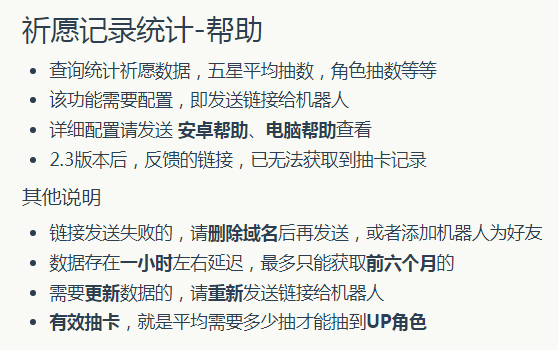 祈愿记录统计-帮助
查询统计祈愿数据，五星平均抽数，角色抽数等等
该功能需要配置，即发送链接给机器人
详细配置请发送 安卓帮助、电脑帮助查看
2.3版本后，反馈的链接，已无法获取到抽卡记录
其他说明
链接发送失败的，请删除域名后再发送，或者添加机器人为好友
数据存在一小时左右延迟，最多只能获取前六个月的
需要更新数据的，请重新发送链接给机器人
有效抽卡，就是平均需要多少抽才能抽到UP角色